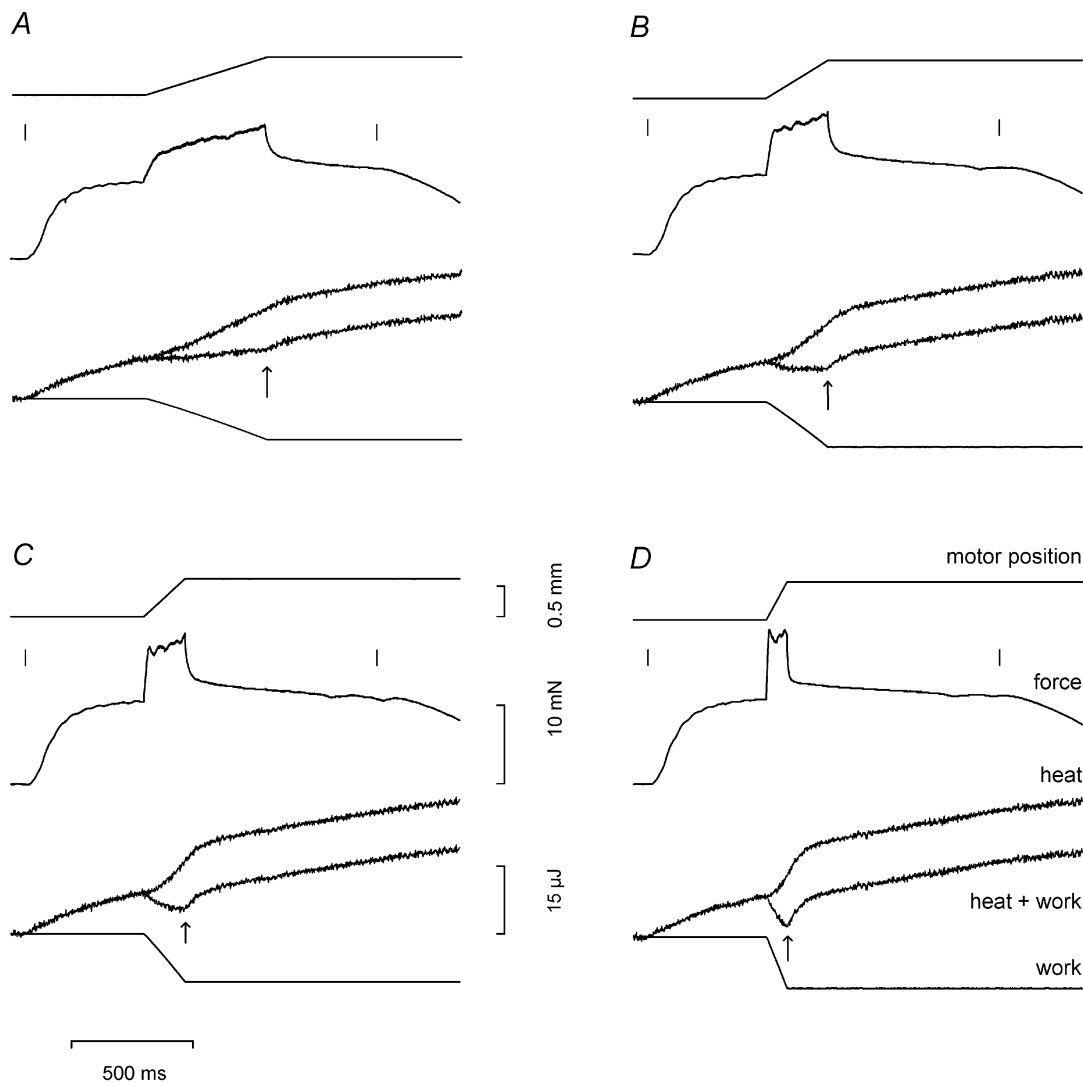 A
B
C
D
motor position
0.5 mm
force
10 mN
heat
15 µJ
heat + work
work
500 ms